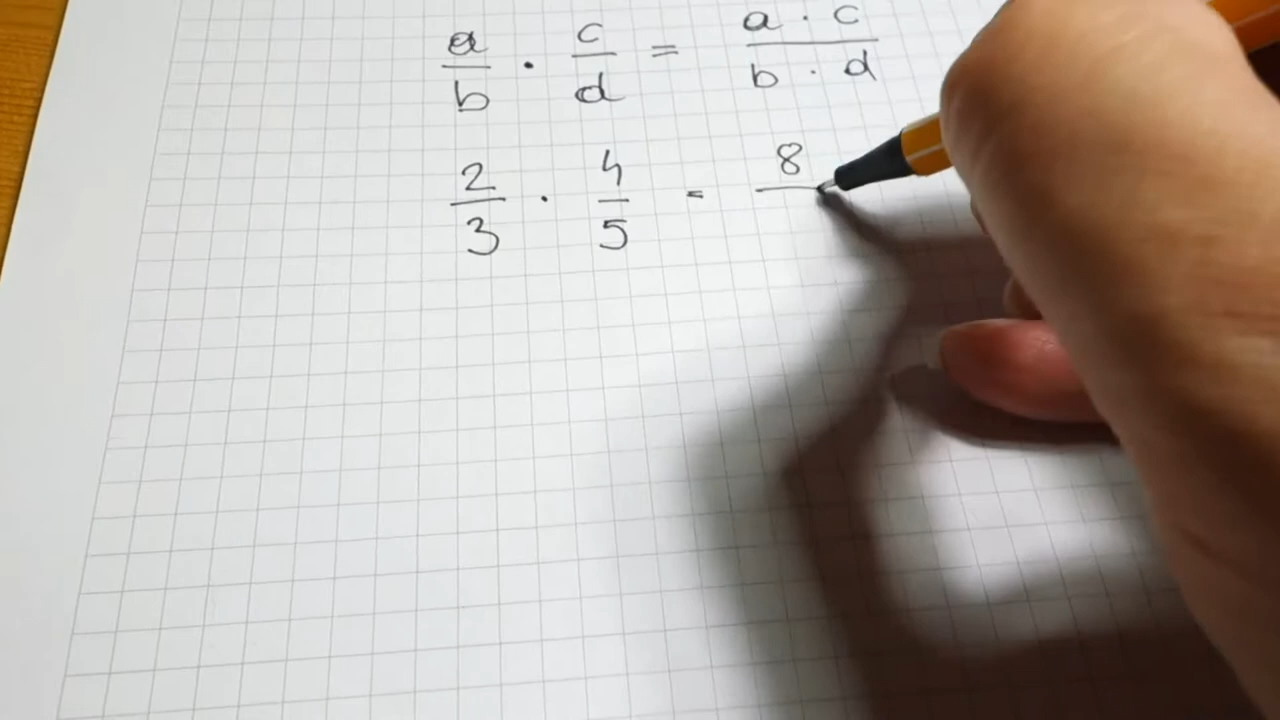 a/b · c/d = a · c/b · d
2/3 · 4/5 = 8/